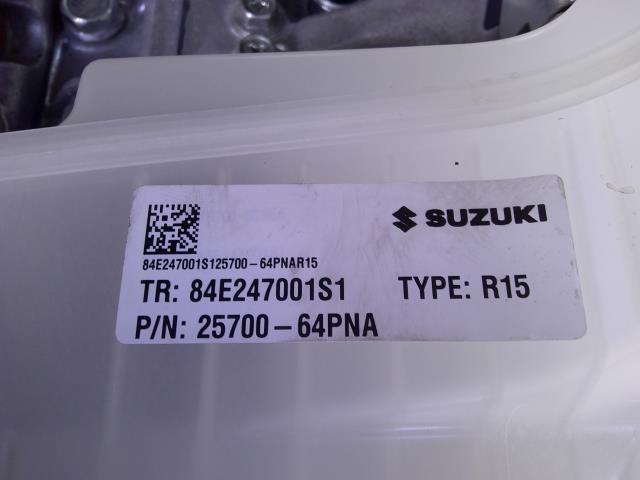 SUZUKI
84E247001S125700-64PNAR15
TR: 84E247001S1 TYPE: R15
P/N: 25700-64PNA